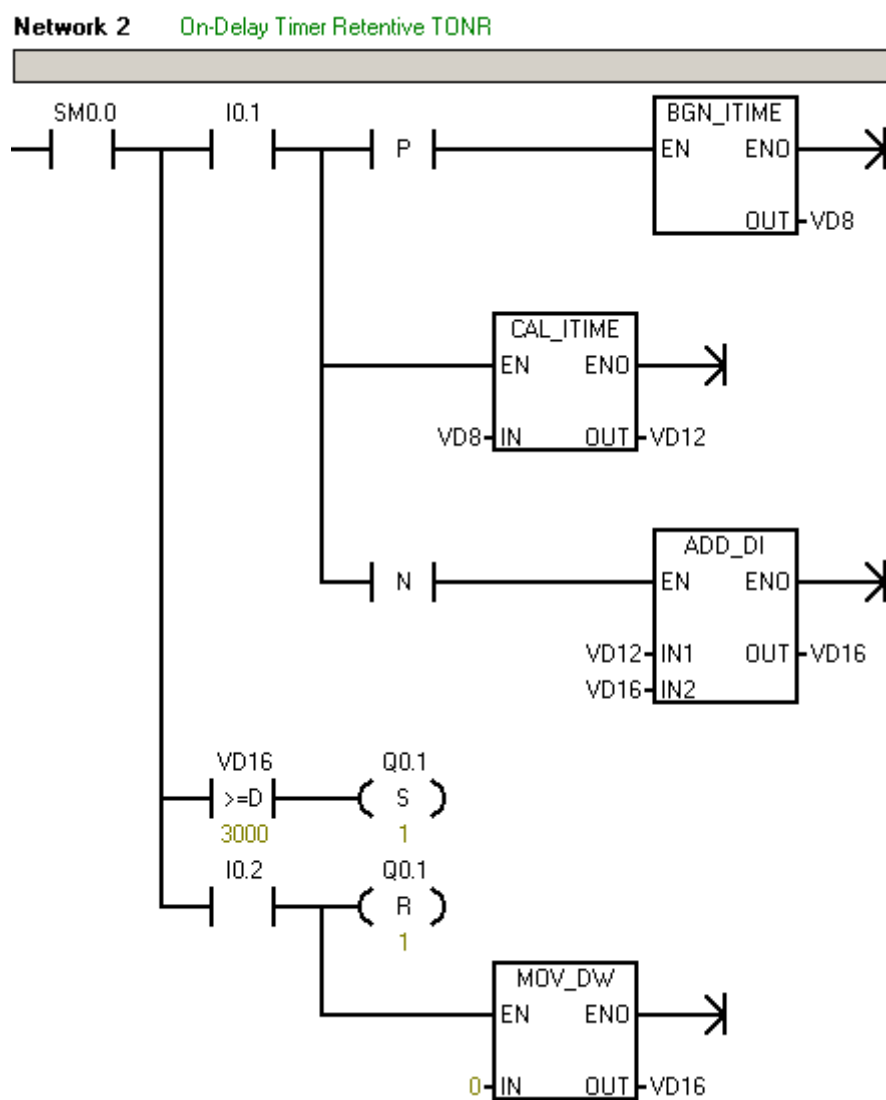 Network 2 On-Delay Timer Retentive TONR
SM0.0 I0.1 P BGN_ITIME
EN ENO
OUT VD8
CAL_ITIME
EN ENO
VD8 IN OUT VD12
N ADD_DI
EN ENO
VD12 IN1 OUT VD16
VD16 IN2
VD16 Q0.1
>=D S
3000 1
I0.2 Q0.1
R
1
MOV_DW
EN ENO
0 IN OUT VD16